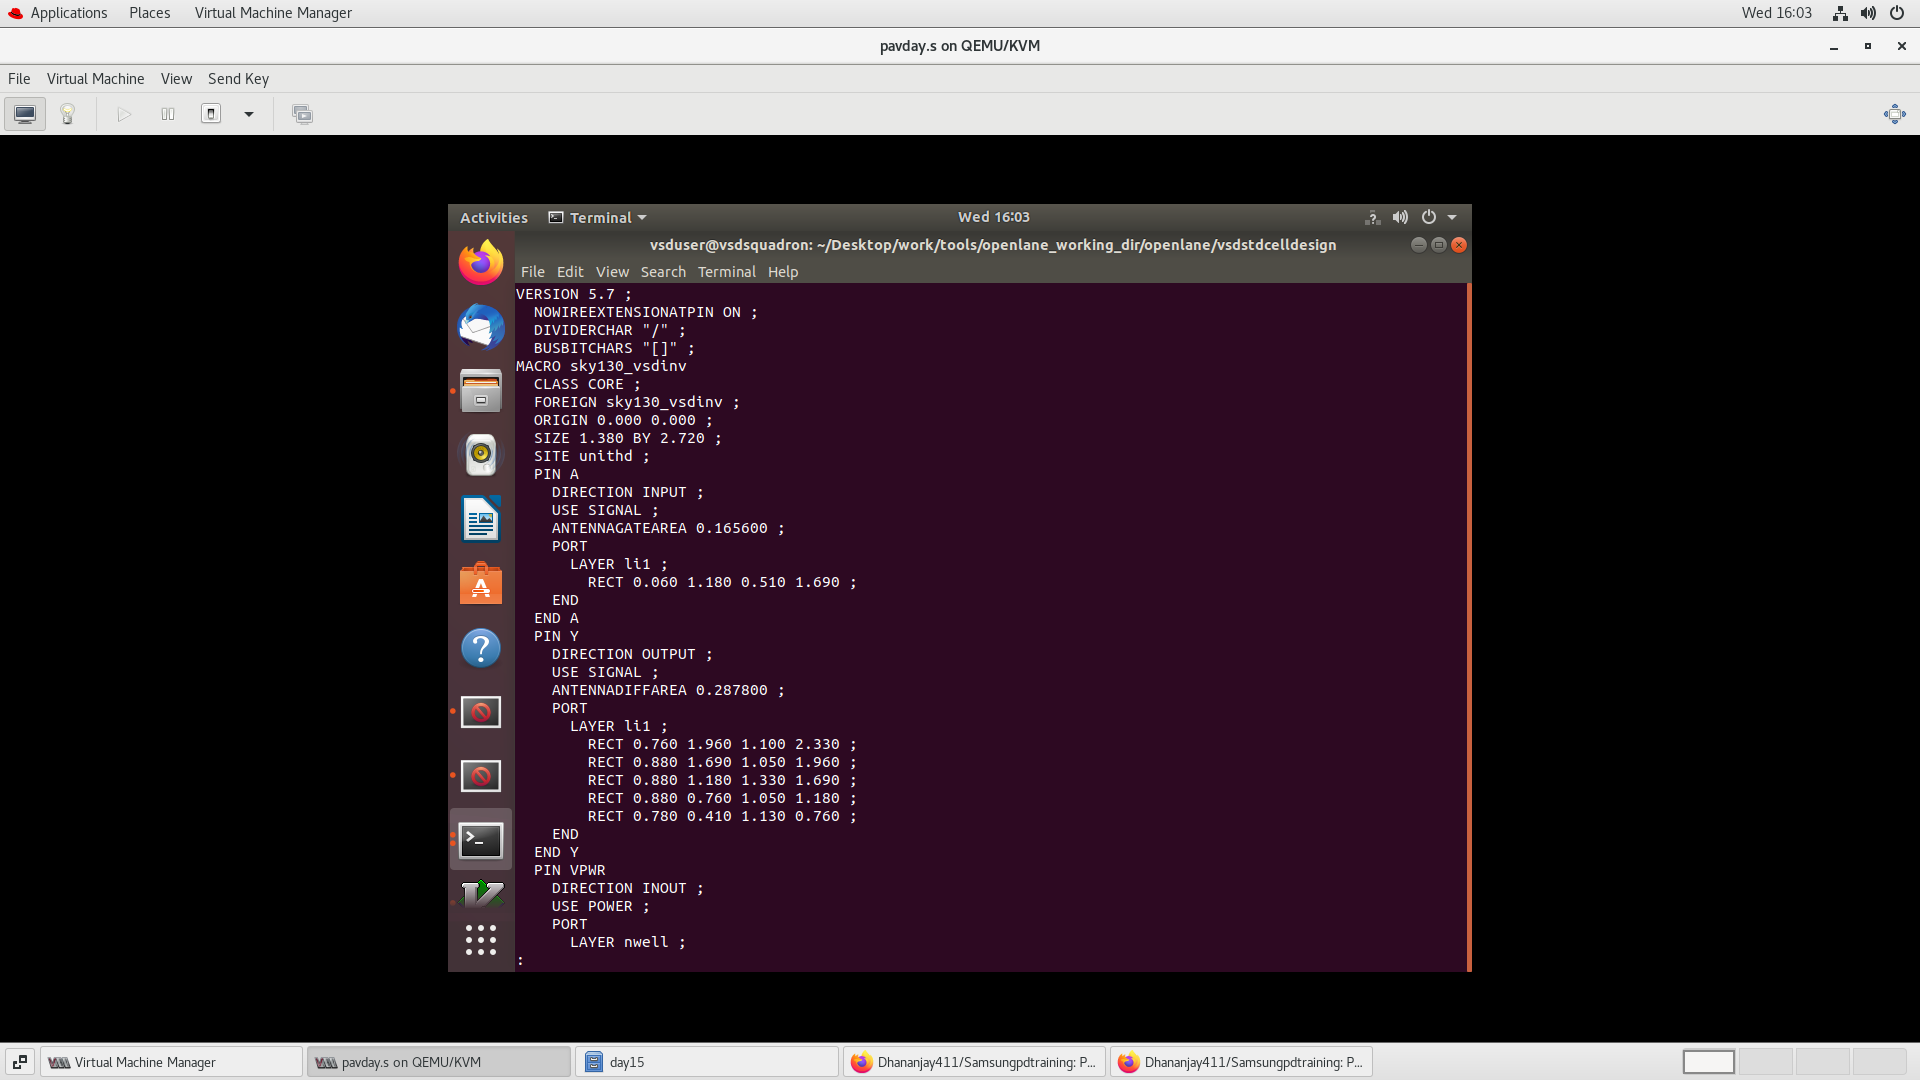 Applications Places Virtual Machine Manager Wed 16:03
pavday.s on QEMU/KVM
File Virtual Machine View Send Key
Activities Terminal Wed 16:03
vsduser@vsdsquadron: ~/Desktop/work/tools/openlane_working_dir/openlane/vsdstdcelldesign
File Edit View Search Terminal Help
VERSION 5.7 ;
NOWIREEXTENSIONATPIN ON ;
DIVIDERCHAR "/" ;
BUSBITCHARS "[]" ;
MACRO sky130_vsdinv
CLASS CORE ;
FOREIGN sky130_vsdinv ;
ORIGIN 0.000 0.000 ;
SIZE 1.380 BY 2.720 ;
SITE unithd ;
PIN A
DIRECTION INPUT ;
USE SIGNAL ;
ANTENNAGATEAREA 0.165600 ;
PORT
LAYER li1 ;
RECT 0.060 1.180 0.510 1.690 ;
END
END A
PIN Y
DIRECTION OUTPUT ;
USE SIGNAL ;
ANTENNADIFFAREA 0.287800 ;
PORT
LAYER li1 ;
RECT 0.760 1.960 1.100 2.330 ;
RECT 0.880 1.690 1.050 1.960 ;
RECT 0.880 1.180 1.330 1.690 ;
RECT 0.880 0.760 1.050 1.180 ;
RECT 0.780 0.410 1.130 0.760 ;
END
END Y
PIN VPWR
DIRECTION INOUT ;
USE POWER ;
PORT
LAYER nwell ;
:
Virtual Machine Manager pavday.s on QEMU/KVM day15 Dhananjay411/Samsungpdtraining: P... Dhananjay411/Samsungpdtraining: P...